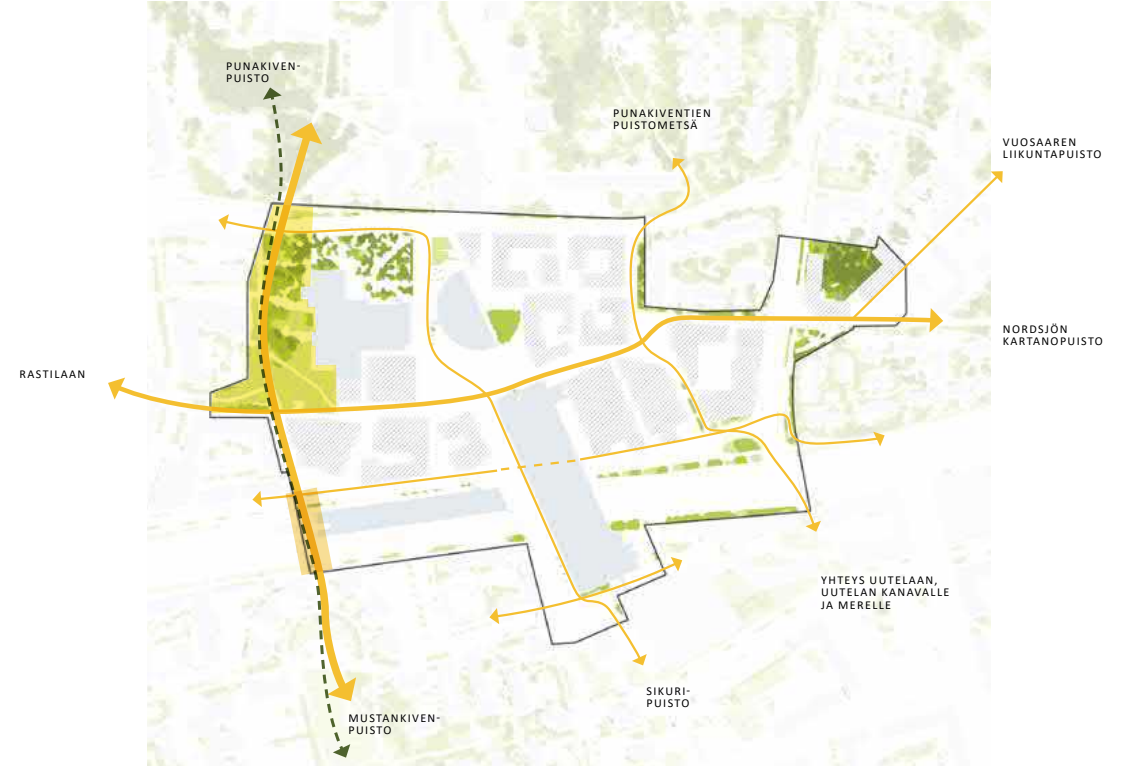 PUNAKIVEN-
PUISTO
PUNAKIVENTIEN
PUISTOMETSÄ
VUOSAAREN
LIIKUNTAPUISTO
NORDSJÖN
KARTANOPUISTO
RASTILAAN
YHTEYS UUTELAAN,
UUTELAN KANAVALLE
JA MERELLE
SIKURI-
PUISTO
MUSTANKIVEN-
PUISTO